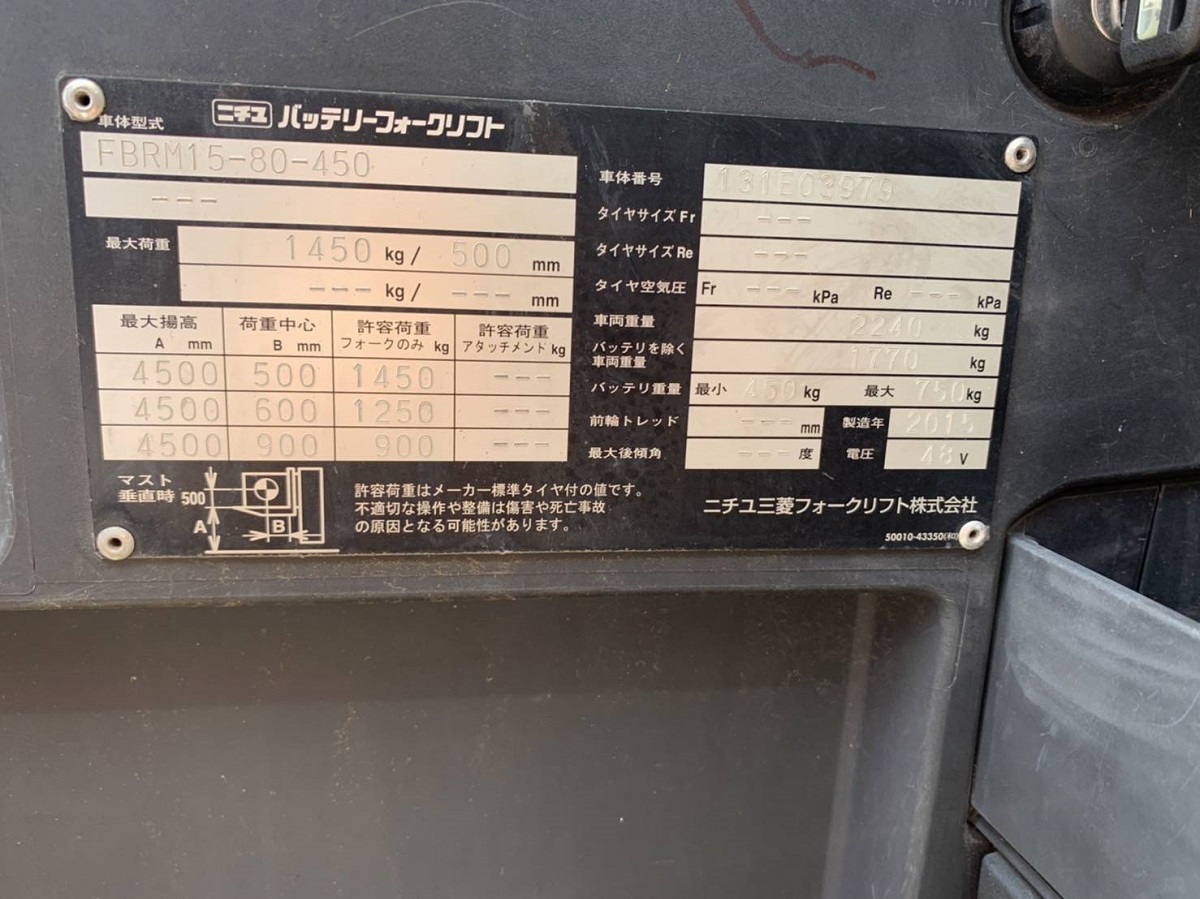 ニチユ バッテリーフォークリフト
車体型式
FBRM15-80-450
---
最大荷重 1450 kg / 500 mm
--- kg / --- mm
最大揚高 A mm 荷重中心 B mm 許容荷重 フォークのみ kg 許容荷重 アタッチメント kg
4500 500 1450 ---
4500 600 1250 ---
4500 900 900 ---
マスト垂直時 500 A B
許容荷重はメーカー標準タイヤ付の値です。
不適切な操作や整備は傷害や死亡事故
の原因となる可能性があります。
車体番号 131E03979
タイヤサイズ Fr ---
タイヤサイズ Re ---
タイヤ空気圧 Fr --- kPa Re --- kPa
車両重量 2240 kg
バッテリを除く車両重量 1770 kg
バッテリ重量 最小 450 kg 最大 750 kg
前輪トレッド --- mm 製造年 2015
最大後傾角 --- 度 電圧 48 V
ニチユ三菱フォークリフト株式会社
50010-43350(和)